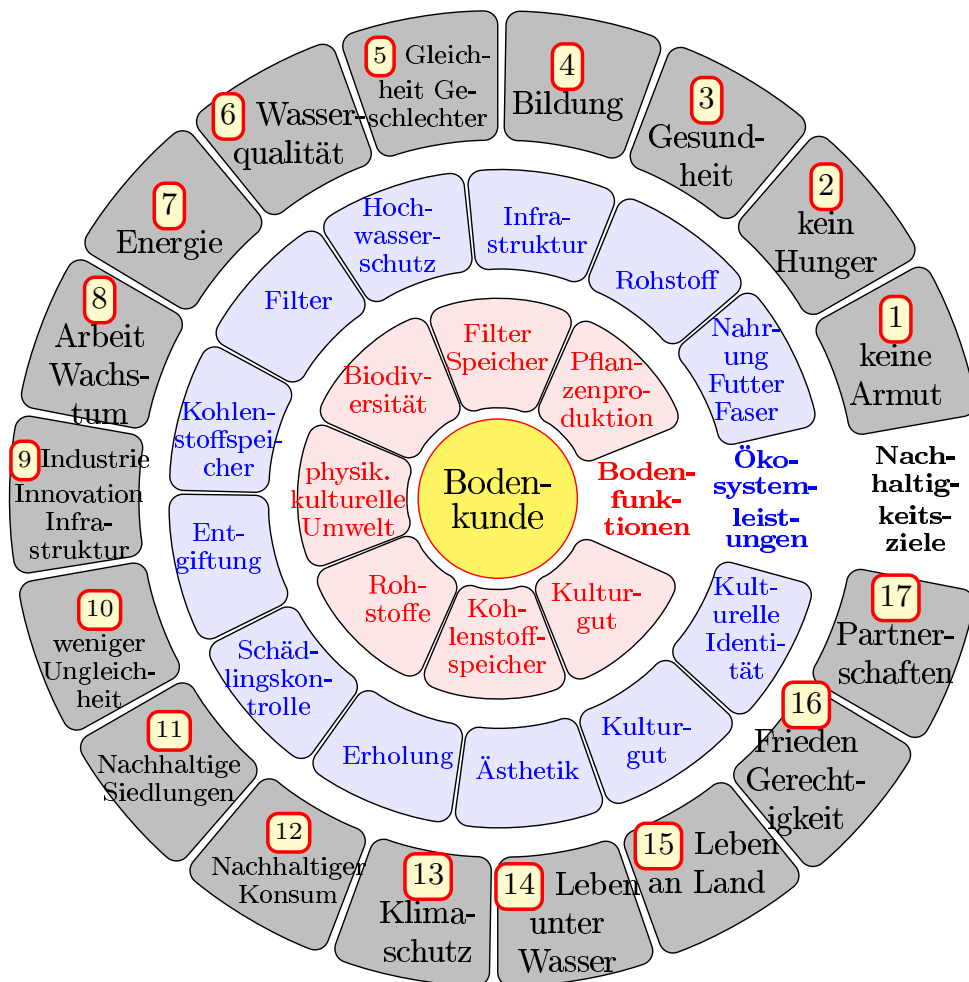 Boden-
kunde
Boden-
funk-
tionen
Pflan-
zenpro-
duktion
Filter
Speicher
Biodiv-
ersität
physik.
kulturelle
Umwelt
Roh-
stoffe
Koh-
lenstoff-
speicher
Kultur-
gut
Öko-
system-
leist-
ungen
Nahr-
ung
Futter
Faser
Rohstoff
Infra-
struktur
Hoch-
wasser-
schutz
Filter
Kohlen-
stoffspei-
cher
Ent-
giftung
Schäd-
lingskon-
trolle
Erholung
Ästhetik
Kultur-
gut
Kult-
urelle
Identi-
tät
Nach-
haltig-
keits-
ziele
1
keine
Armut
2
kein
Hunger
3
Gesund-
heit
4
Bildung
5 Gleich-
heit Ge-
schlechter
6 Wasser-
qualität
7
Energie
8
Arbeit
Wachs-
tum
9 Industrie
Innovation
Infra-
struktur
10
weniger
Ungleich-
heit
11
Nachhaltige
Siedlungen
12
Nachhaltiger
Konsum
13
Klima-
schutz
14 Leben
unter
Wasser
15 Leben
an Land
16
Frieden
Gerecht-
igkeit
17
Partner-
schaften